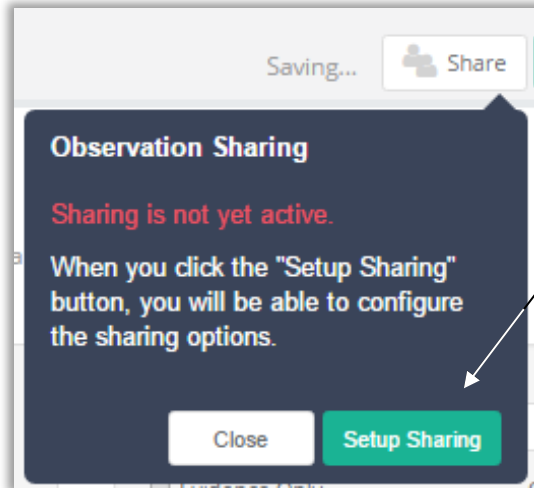 Saving...
Share
Observation Sharing
Sharing is not yet active.
When you click the "Setup Sharing"
button, you will be able to configure
the sharing options.
Close
Setup Sharing